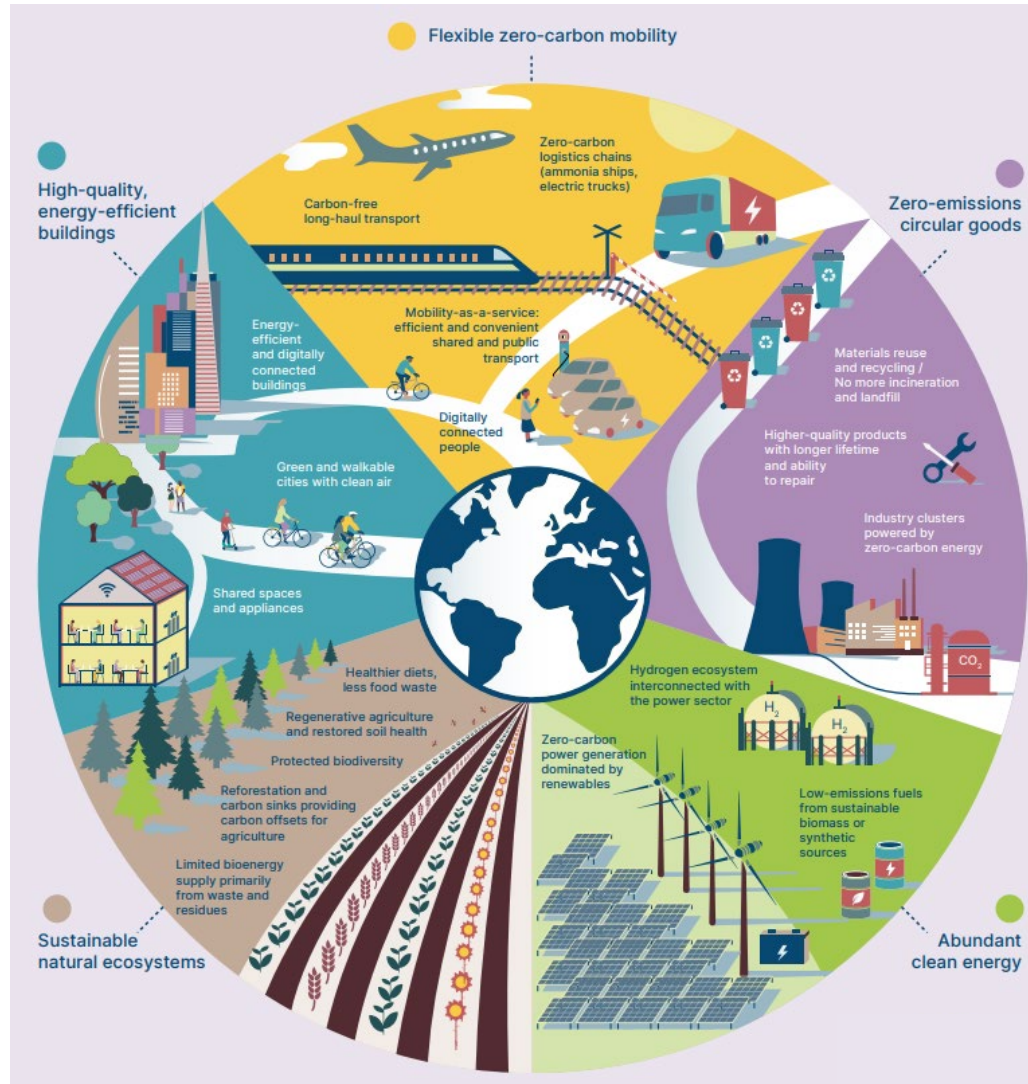 Flexible zero-carbon mobility
Zero-carbon
logistics chains
(ammonia ships,
electric trucks)
Carbon-free
long-haul transport
Mobility-as-a-service:
efficient and convenient
shared and public
transport
Digitally
connected
people
High-quality,
energy-efficient
buildings
Energy-
efficient
and digitally
connected
buildings
Green and walkable
cities with clean air
Shared spaces
and appliances
Zero-emissions
circular goods
Materials reuse
and recycling /
No more incineration
and landfill
Higher-quality products
with longer lifetime
and ability
to repair
Industry clusters
powered by
zero-carbon energy
CO₂
Healthier diets,
less food waste
Regenerative agriculture
and restored soil health
Protected biodiversity
Reforestation and
carbon sinks providing
carbon offsets for
agriculture
Limited bioenergy
supply primarily
from waste and
residues
Sustainable
natural ecosystems
Hydrogen ecosystem
interconnected with
the power sector
H₂
H₂
Zero-carbon
power generation
dominated by
renewables
Low-emissions fuels
from sustainable
biomass or
synthetic
sources
Abundant
clean energy